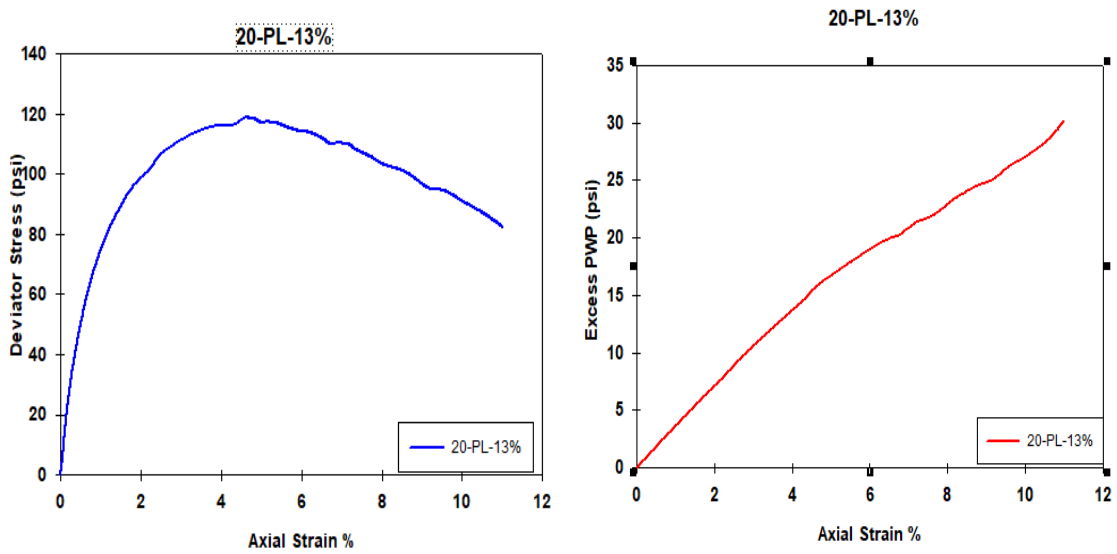 20-PL-13%
140
120
100
80
60
40
20
0
Deviator Stress (psi)
0 2 4 6 8 10 12
Axial Strain %
20-PL-13%
20-PL-13%
35
30
25
20
15
10
5
0
Excess PWP (psi)
0 2 4 6 8 10 12
Axial Strain %
20-PL-13%